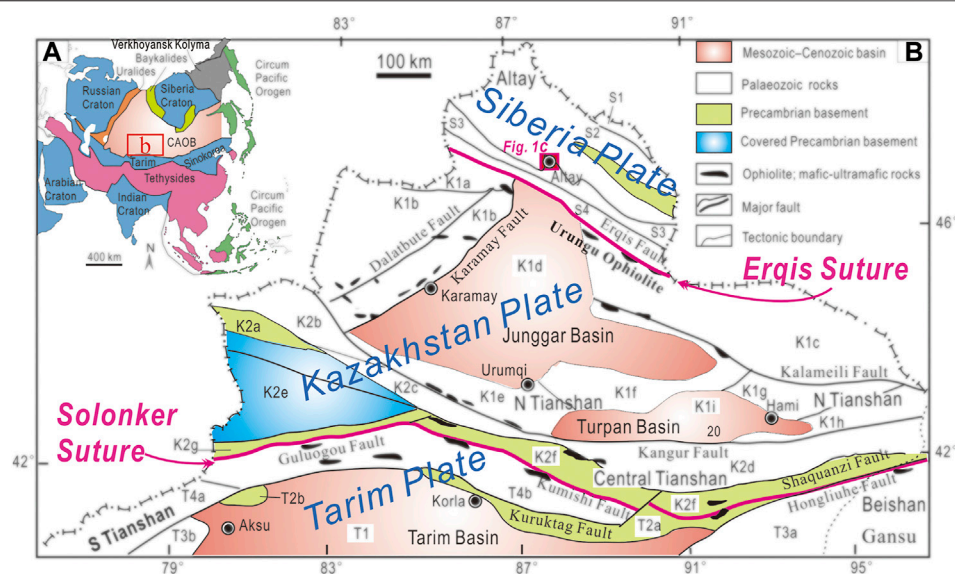 83°
87°
91°
A
Verkhoyansk Kolyma
Baykalides
Uralides
Circum
Pacific
Orogen
Russian
Craton
Siberia
Craton
b
CAOB
Tarim
Sinokorea
Tethysides
Arabian
Craton
Indian
Craton
Circum
Pacific
Orogen
N
400 km
100 km
B
Mesozoic–Cenozoic basin
Palaeozoic rocks
Precambrian basement
Covered Precambrian basement
Ophiolite; mafic-ultramafic rocks
Major fault
Tectonic boundary
Altay
S1
S2
S3
Siberia Plate
Fig. 1C
Altay
S4
S3
Erqis Fault
Urungu Ophiolite
46°
Erqis Suture
K1a
K1b
K1b
Dalabute Fault
Karamay Fault
K1d
Karamay
Kazakhstan Plate
Junggar Basin
K1c
K2a
K2b
K2e
K2c
Urumqi
K1e
N Tianshan
K1f
K1g
Kalameili Fault
N Tianshan
K1i
Hami
K1h
Turpan Basin
20
Kangur Fault
Solonker
Suture
K2g
Guluogou Fault
42°
42°
K2f
Central Tianshan
K2d
Shaquanzi Fault
K2f
Hongliuhe Fault
Beishan
Gansu
Tarim Plate
Kumishi Fault
T4a
T2b
T4b
Korla
Kuruktag Fault
T2a
T3a
S Tianshan
T3b
Aksu
T1
Tarim Basin
79°
83°
87°
91°
95°